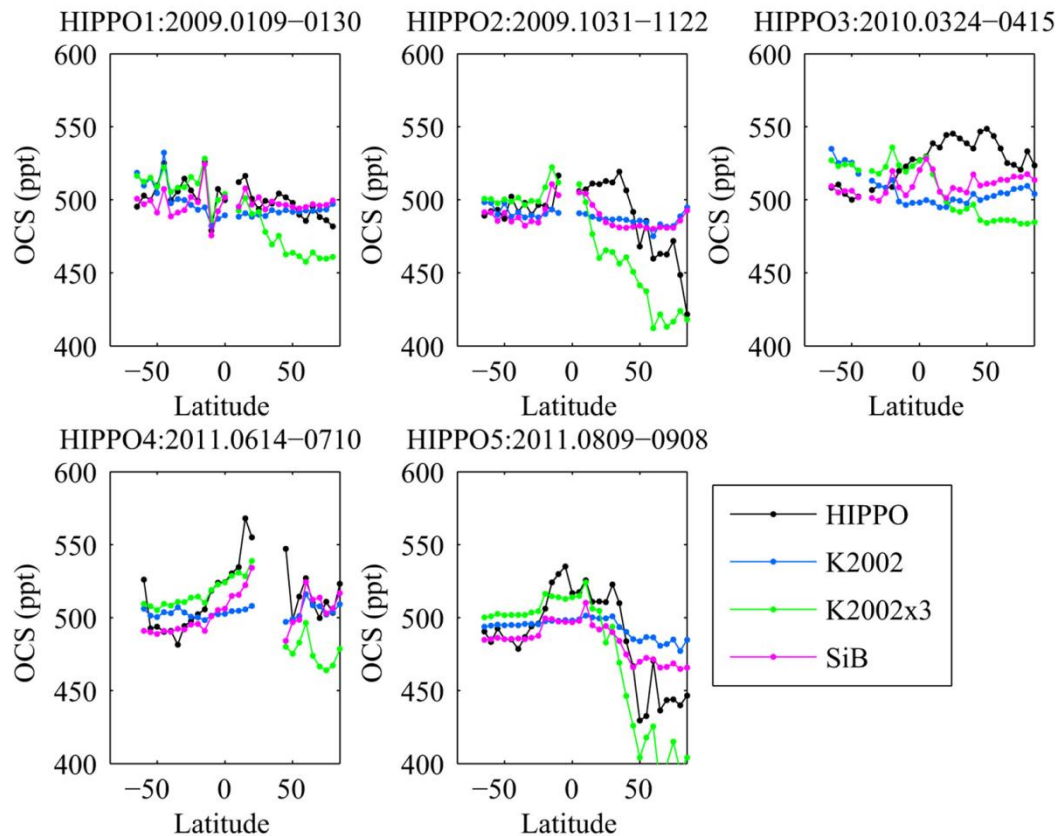 HIPPO1:2009.0109−0130
HIPPO2:2009.1031−1122
HIPPO3:2010.0324−0415
600
550
500
450
400
OCS (ppt)
−50
0
50
Latitude
600
550
500
450
400
OCS (ppt)
−50
0
50
Latitude
600
550
500
450
400
OCS (ppt)
−50
0
50
Latitude
HIPPO4:2011.0614−0710
HIPPO5:2011.0809−0908
600
550
500
450
400
OCS (ppt)
−50
0
50
Latitude
600
550
500
450
400
OCS (ppt)
−50
0
50
Latitude
HIPPO
K2002
K2002x3
SiB